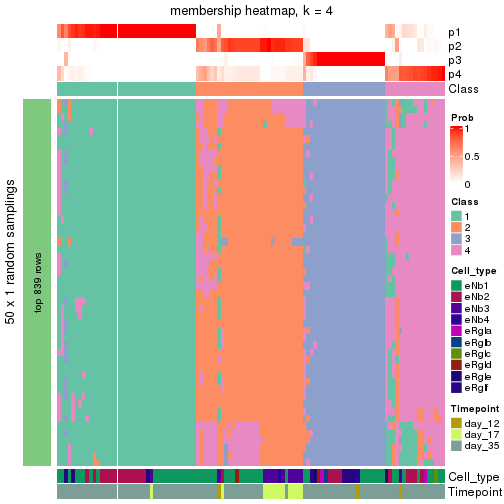 membership heatmap, k = 4
p1
p2
p3
p4
Class
50 x 1 random samplings
top 839 rows
Prob
1
0.5
0
Class
1
2
3
4
Cell_type
eNb1
eNb2
eNb3
eNb4
eRgla
eRglb
eRglc
eRgld
eRgle
eRglf
Timepoint
day_12
day_17
day_35
Cell_type
Timepoint